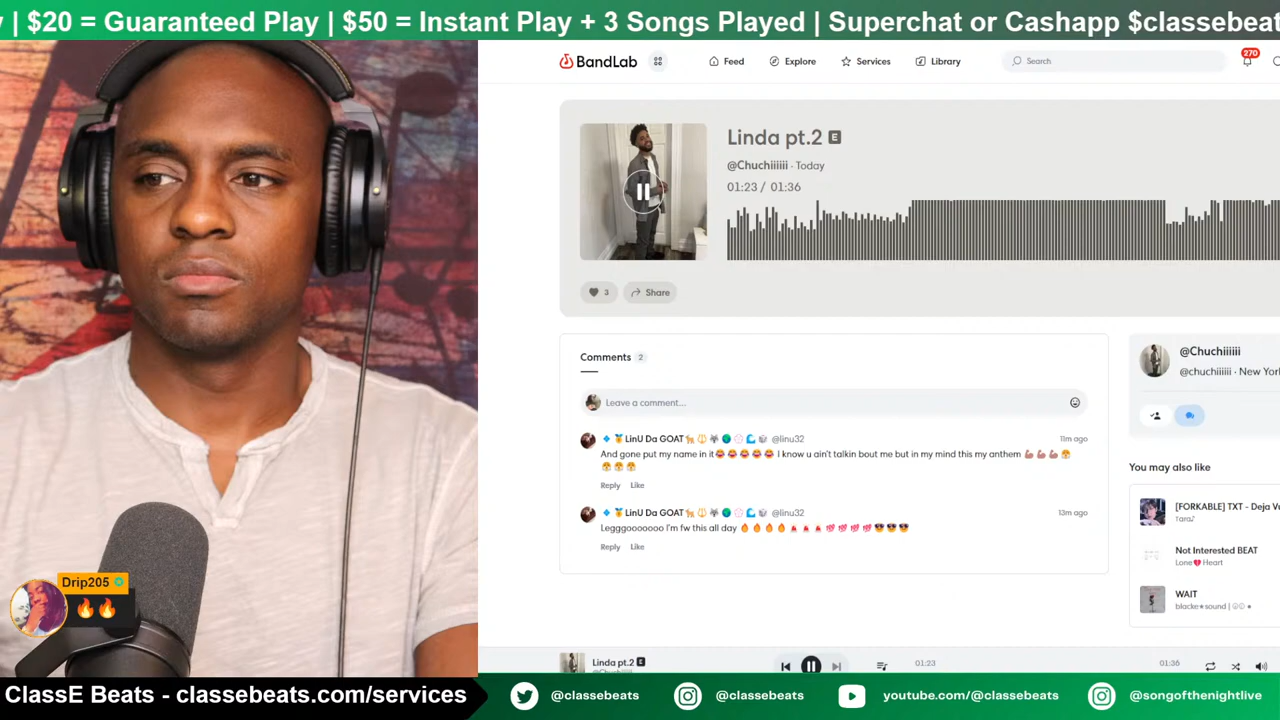 / | $20 = Guaranteed Play | $50 = Instant Play + 3 Songs Played | Superchat or Cashapp $classebeat
BandLab
Feed
Explore
Services
Library
Search
270
Linda pt.2 E
@Chuchiiiiii · Today
01:23 / 01:36
3
Share
Comments 2
Leave a comment...
LinU Da GOAT @linu32
11m ago
And gone put my name in it I know u ain't talkin bout me but in my mind this my anthem
Reply Like
LinU Da GOAT @linu32
13m ago
Legggooooooo I'm fw this all day
Reply Like
@Chuchiiiiii
@chuchiiiiii · New York
You may also like
[FORKABLE] TXT - Deja V
Tara♪
Not Interested BEAT
Lone💔Heart
WAIT
blacke★sound |
Drip205
Linda pt.2 E
01:23
01:36
ClassE Beats - classebeats.com/services
@classebeats
@classebeats
youtube.com/@classebeats
@songofthenightlive